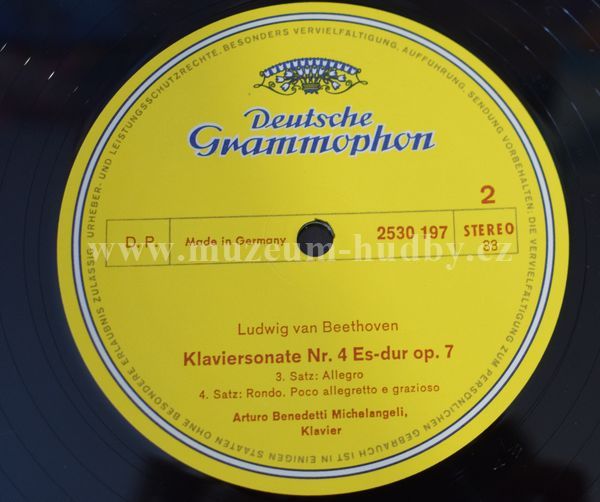 Deutsche
Grammophon
2
D. P. Made in Germany 2530 197 STEREO 33
www.muzeum-hudby.cz
Ludwig van Beethoven
Klaviersonate Nr. 4 Es-dur op. 7
3. Satz: Allegro
4. Satz: Rondo. Poco allegretto e grazioso
Arturo Benedetti Michelangeli,
Klavier
URHEBER- UND LEISTUNGSSCHUTZRECHTE, BESONDERS VERVIELFÄLTIGUNG, AUFFÜHRUNG, SENDUNG VORBEHALTEN; DIE VERVIELFÄLTIGUNG ZUM PERSÖNLICHEN GEBRAUCH IST IN EINIGEN STAATEN OHNE BESONDERE ERLAUBNIS ZULÄSSIG